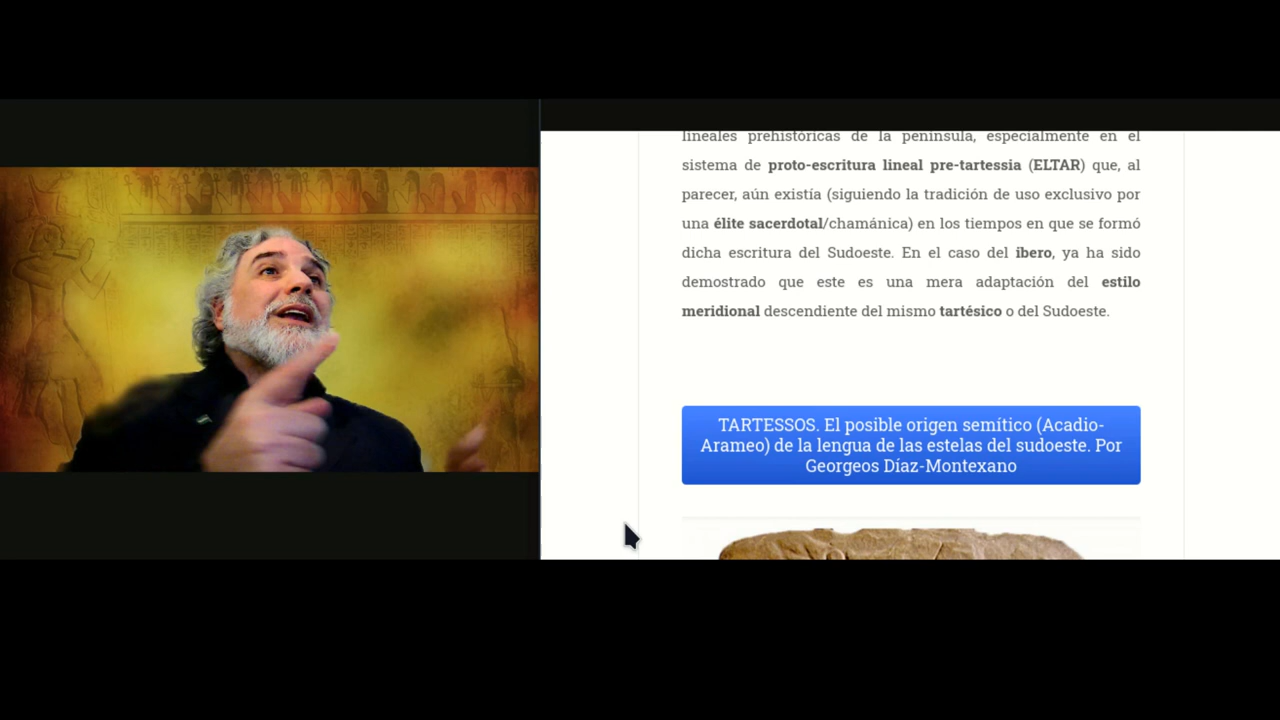 lineales prehistóricas de la península, especialmente en el
sistema de proto-escritura lineal pre-tartessia (ELTAR) que, al
parecer, aún existía (siguiendo la tradición de uso exclusivo por
una élite sacerdotal/chamánica) en los tiempos en que se formó
dicha escritura del Sudoeste. En el caso del íbero, ya ha sido
demostrado que este es una mera adaptación del estilo
meridional descendiente del mismo tartésico o del Sudoeste.
TARTESSOS. El posible origen semítico (Acadio-
Arameo) de la lengua de las estelas del sudoeste. Por
Georgeos Díaz-Montexano